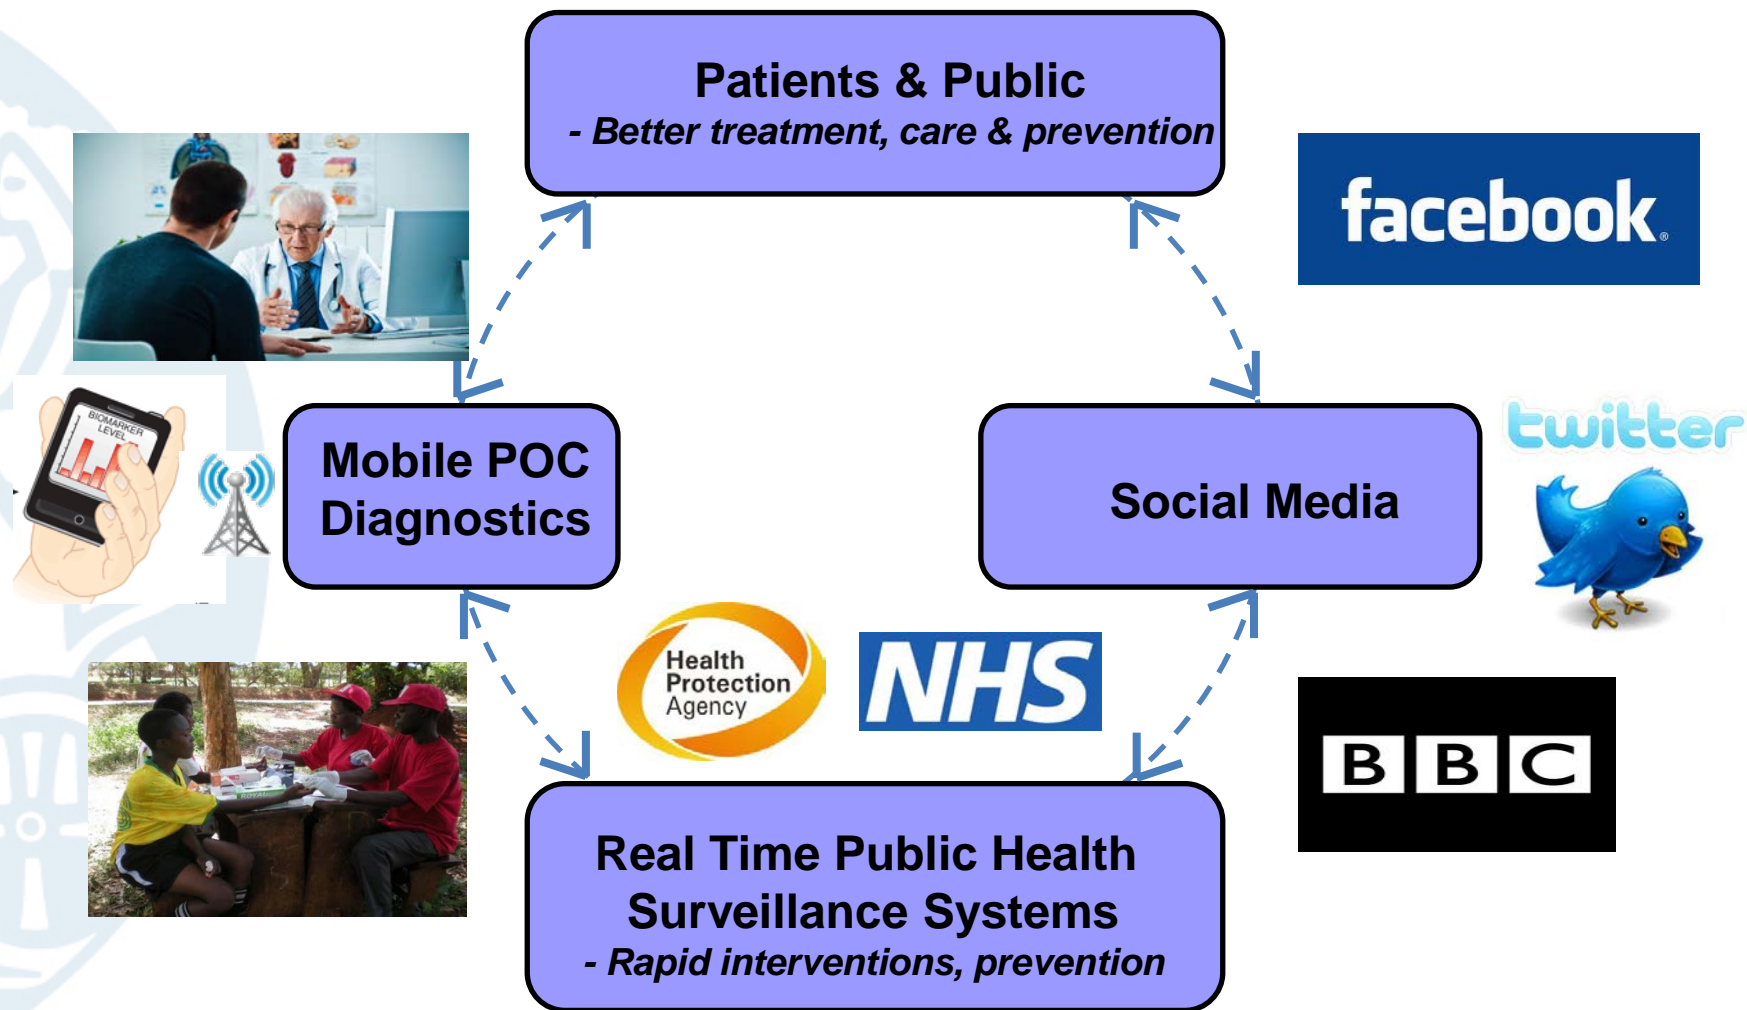 Patients & Public
- Better treatment, care & prevention
facebook®
BIOMARKER
LEVEL
Mobile POC
Diagnostics
Social Media
twitter
Health
Protection
Agency
NHS
BBC
Real Time Public Health
Surveillance Systems
- Rapid interventions, prevention